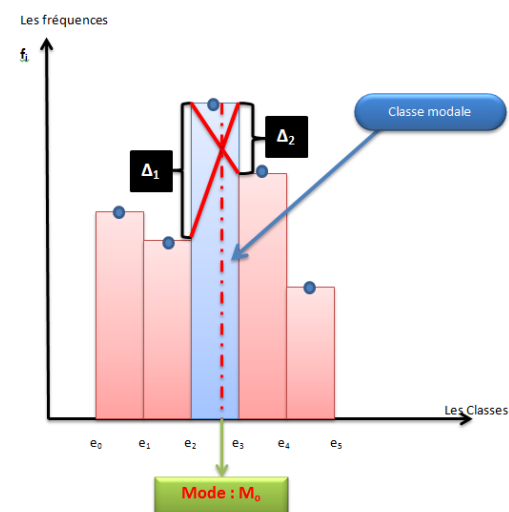 Les fréquences
fᵢ
Classe modale
Δ₂
Δ₁
Les Classes
e₀ e₁ e₂ e₃ e₄ e₅
Mode : Mₒ